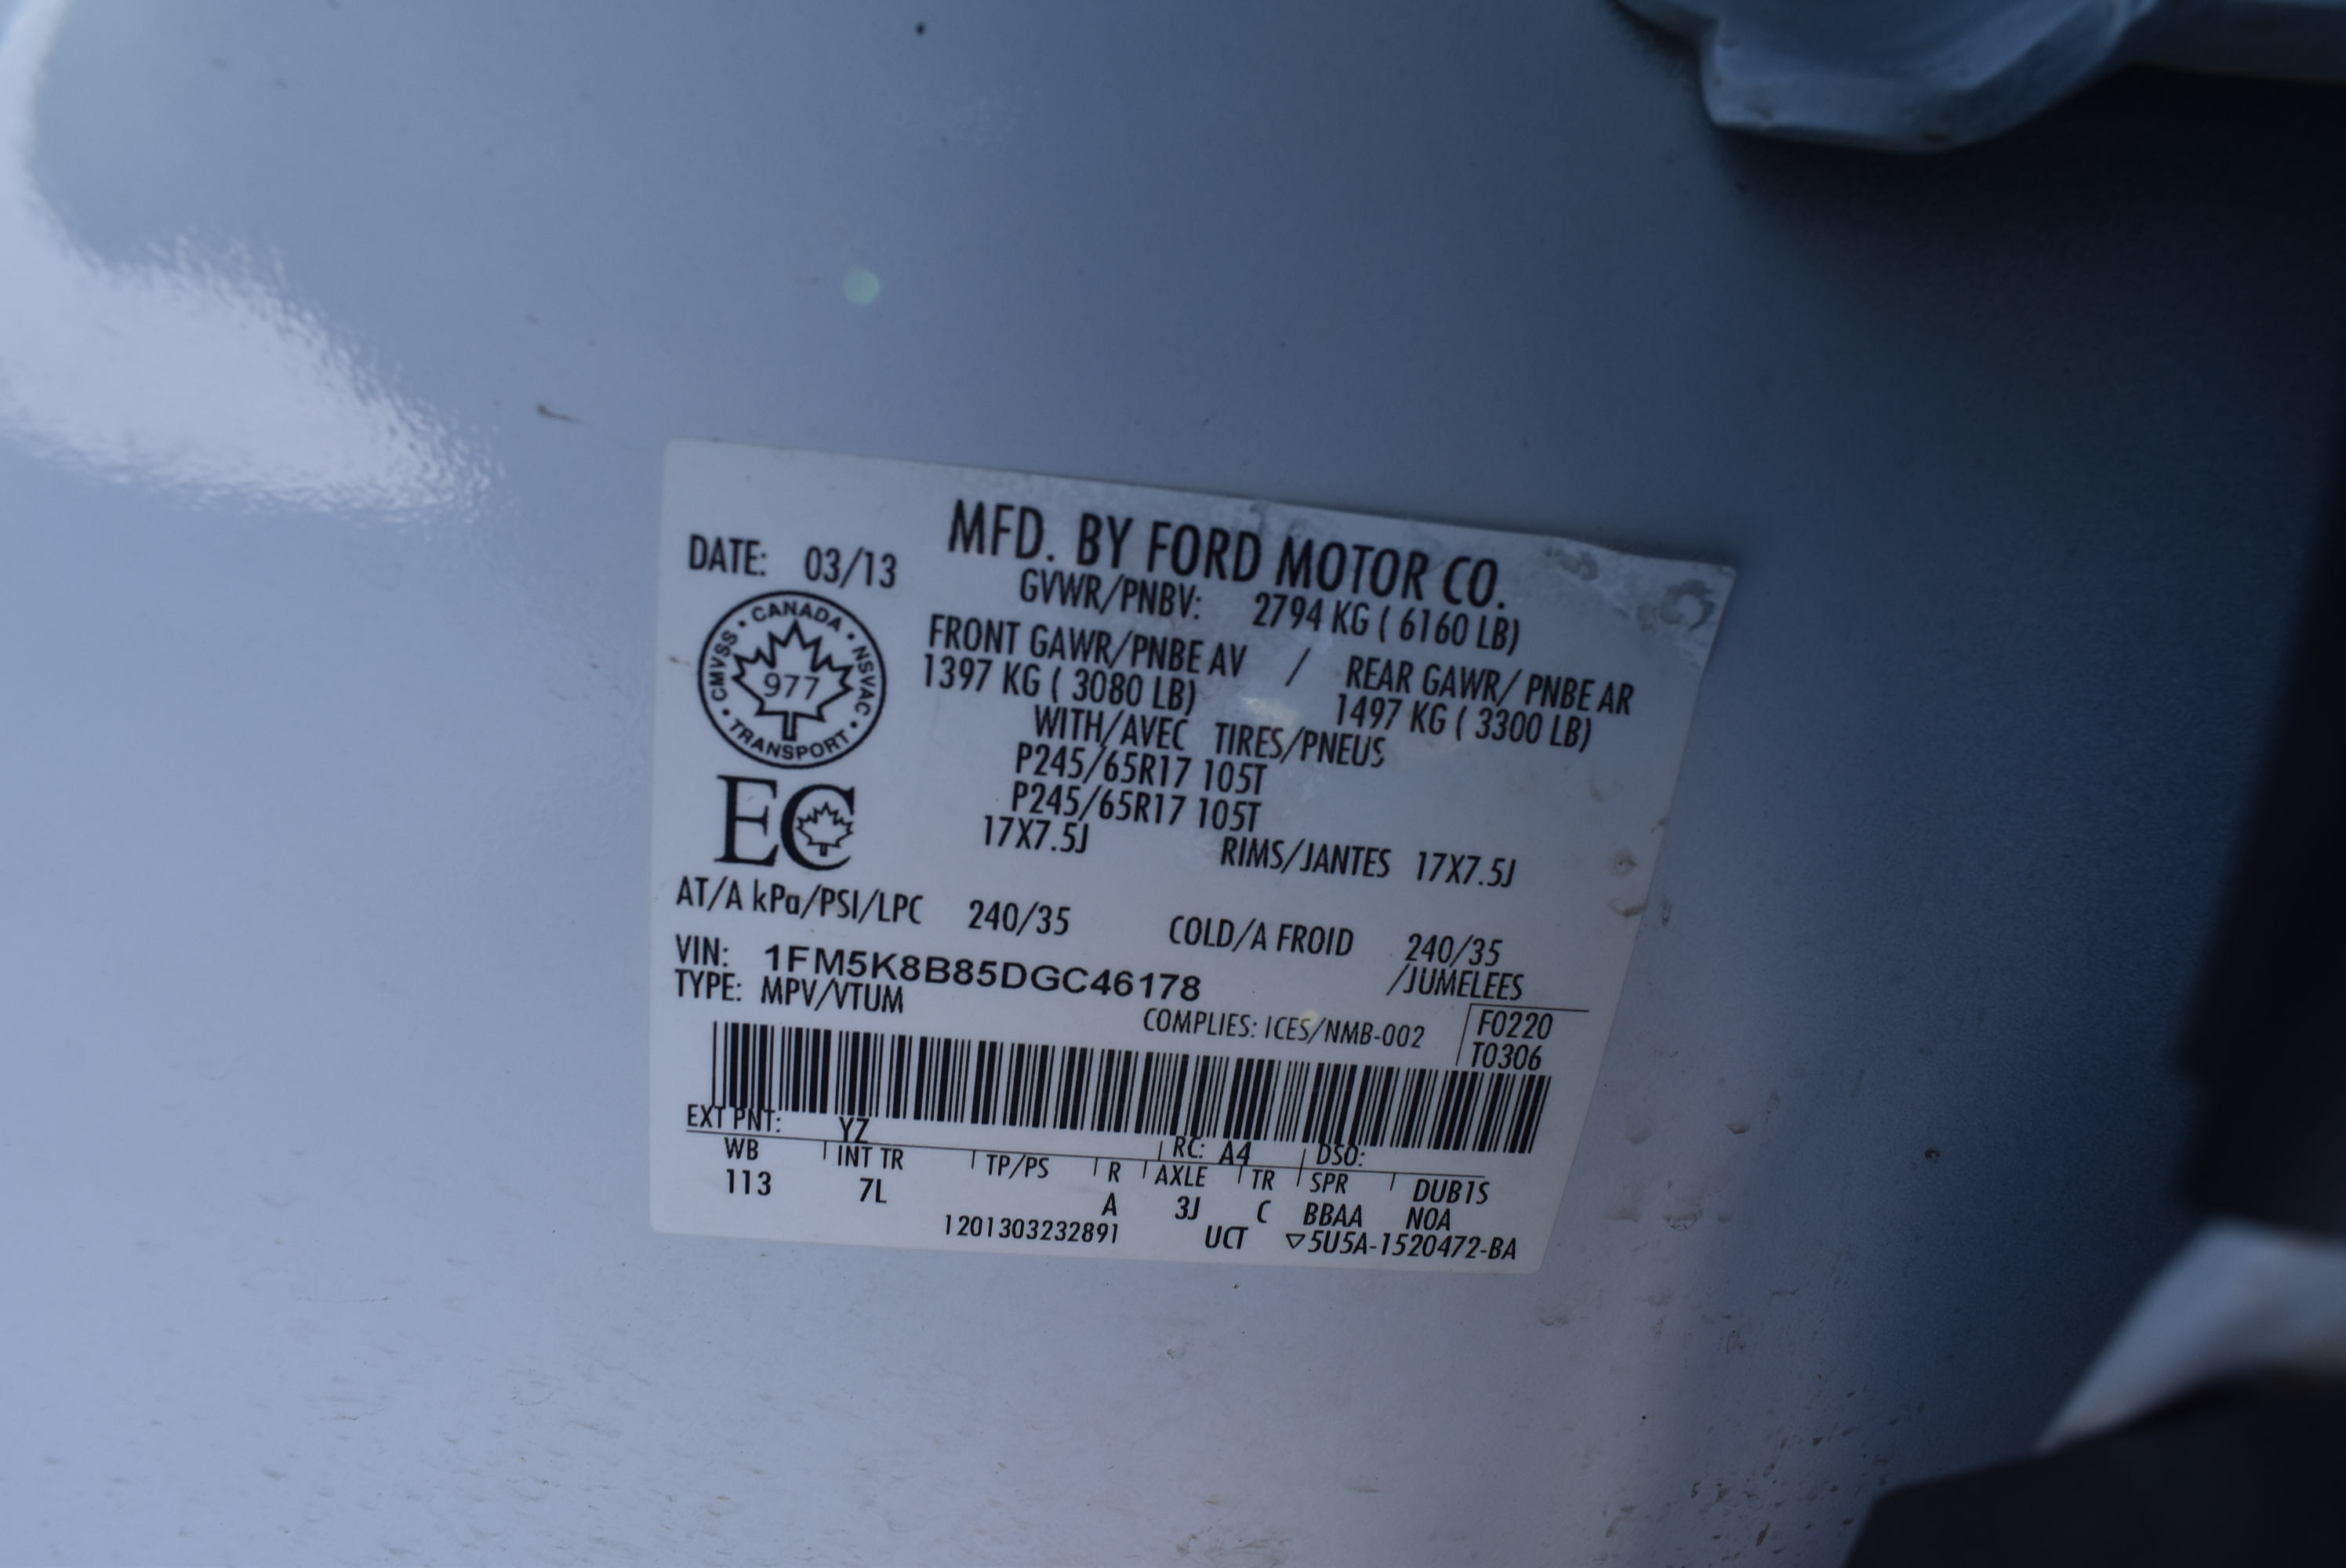 MFD. BY FORD MOTOR CO.
DATE: 03/13
GVWR/PNBV: 2794 KG ( 6160 LB)
FRONT GAWR/PNBE AV / REAR GAWR/ PNBE AR
1397 KG ( 3080 LB) 1497 KG ( 3300 LB)
CANADA • NSVAC • TRANSPORT • CMVSS •
977
WITH/AVEC TIRES/PNEUS
P245/65R17 105T
P245/65R17 105T
EC
17X7.5J RIMS/JANTES 17X7.5J
AT/A kPa/PSI/LPC 240/35 COLD/A FROID 240/35
VIN: 1FM5K8B85DGC46178 /JUMELEES
TYPE: MPV/VTUM
COMPLIES: ICES/NMB-002 F0220
T0306
EXT PNT: YZ RC: A4 DSO:
WB INT TR TP/PS R AXLE TR SPR DUB1S
113 7L A 3J C BBAA NOA
1201303232891 UCT ▽5U5A-1520472-BA